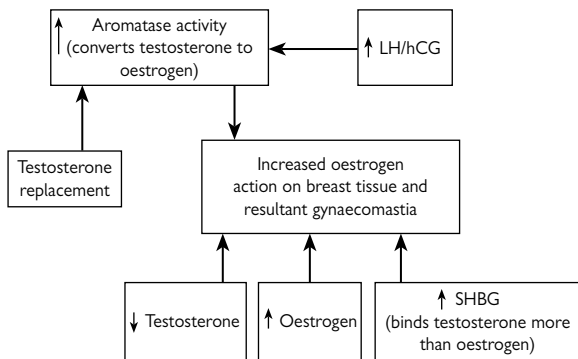 ↑ Aromatase activity
(converts testosterone to
oestrogen)
↑ LH/hCG
Testosterone
replacement
Increased oestrogen
action on breast tissue and
resultant gynaecomastia
↓ Testosterone
↑ Oestrogen
↑ SHBG
(binds testosterone more
than oestrogen)